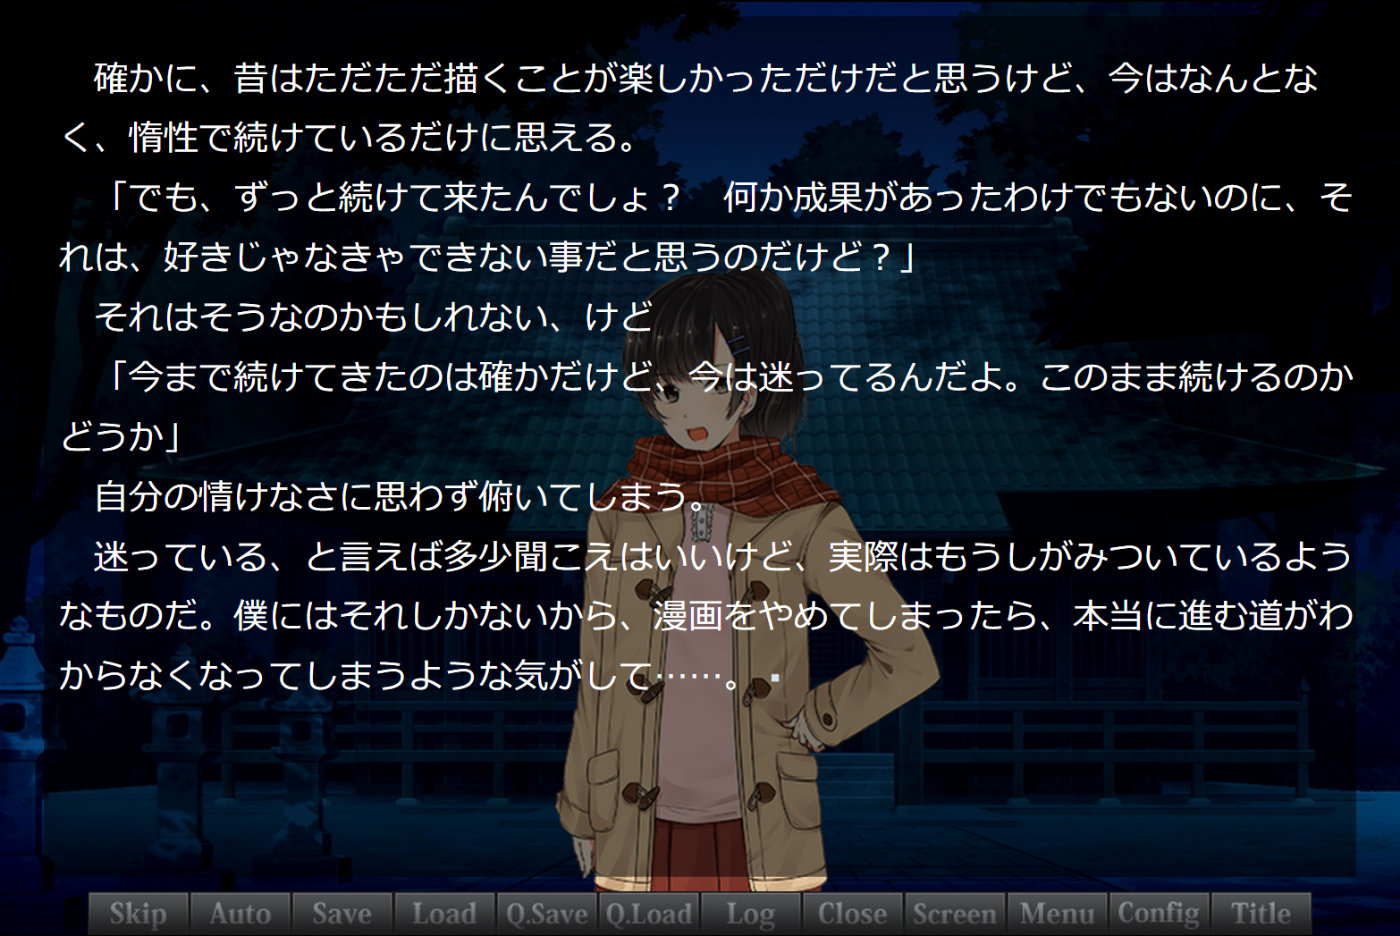 確かに、昔はただただ描くことが楽しかっただけだと思うけど、今はなんとな
く、惰性で続けているだけに思える。
「でも、ずっと続けて来たんでしょ？　何か成果があったわけでもないのに、そ
れは、好きじゃなきゃできない事だと思うのだけど？」
それはそうなのかもしれない、けど
「今まで続けてきたのは確かだけど、今は迷ってるんだよ。このまま続けるのか
どうか」
自分の情けなさに思わず俯いてしまう。
迷っている、と言えば多少聞こえはいいけど、実際はもうしがみついているよう
なものだ。僕にはそれしかないから、漫画をやめてしまったら、本当に進む道がわ
からなくなってしまうような気がして……。
Skip Auto Save Load Q.Save Q.Load Log Close Screen Menu Config Title